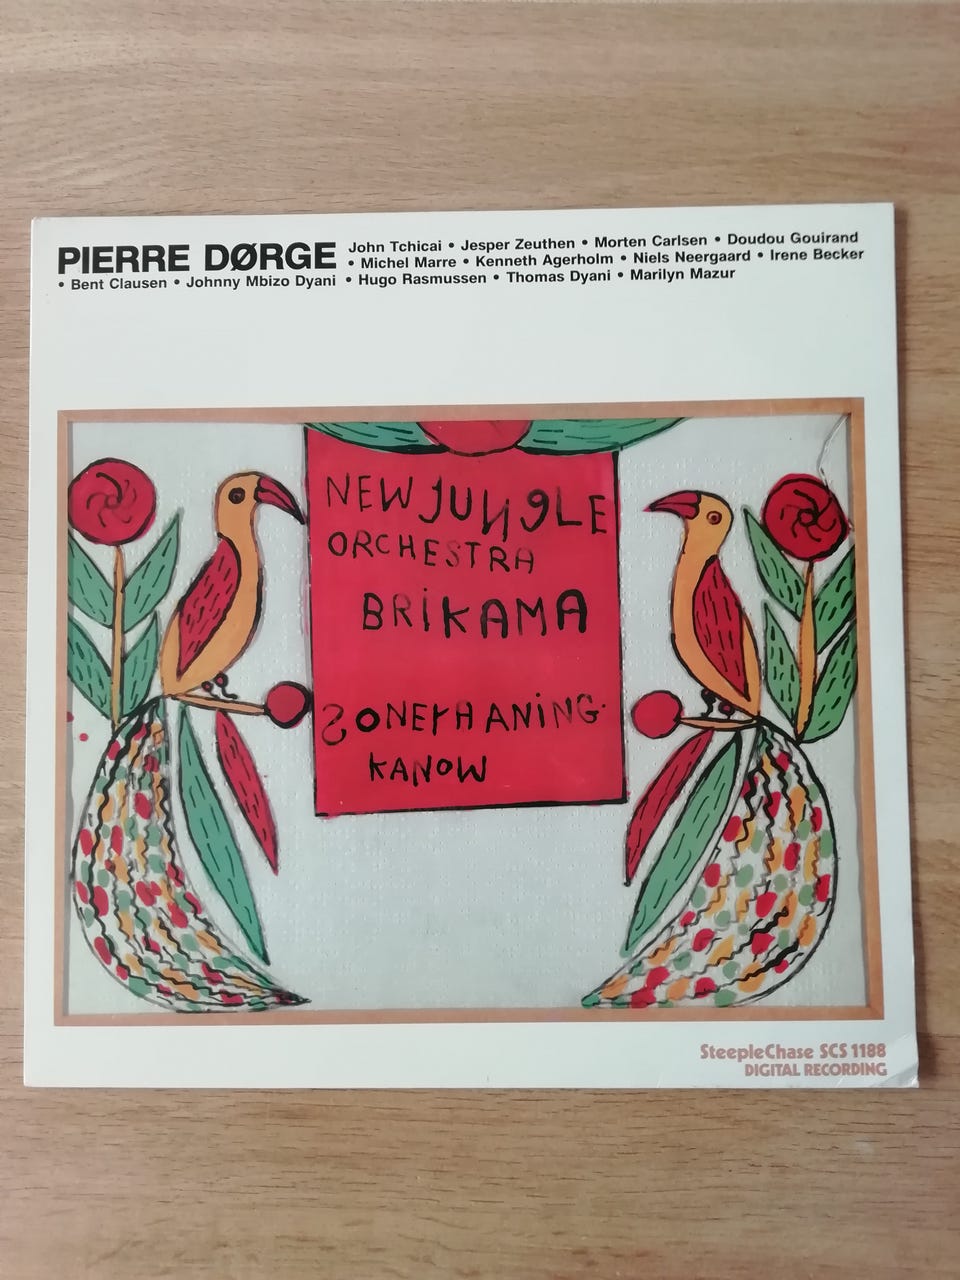 PIERRE DØRGE John Tchicai • Jesper Zeuthen • Morten Carlsen • Doudou Gouirand
• Michel Marre • Kenneth Agerholm • Niels Neergaard • Irene Becker
• Bent Clausen • Johnny Mbizo Dyani • Hugo Rasmussen • Thomas Dyani • Marilyn Mazur
NEW JUNGLE
ORCHESTRA
BRiKAMA
KANOW
SteepleChase SCS 1188
DIGITAL RECORDING